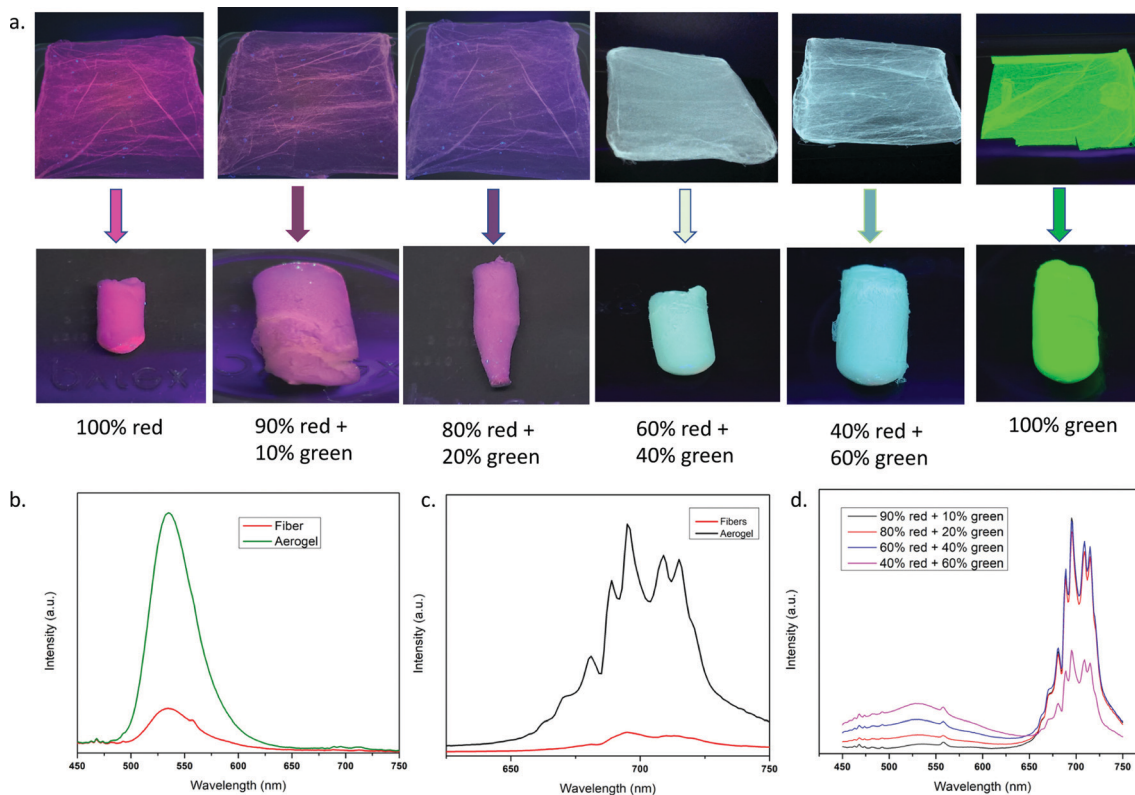 a.
100% red
90% red +
10% green
80% red +
20% green
60% red +
40% green
40% red +
60% green
100% green
b.
Fiber
Aerogel
Intensity (a.u.)
450 500 550 600 650 700 750
Wavelength (nm)
c.
Fibers
Aerogel
Intensity (a.u.)
650 700 750
Wavelength (nm)
d.
90% red + 10% green
80% red + 20% green
60% red + 40% green
40% red + 60% green
Intensity (a.u.)
450 500 550 600 650 700 750
Wavelength (nm)